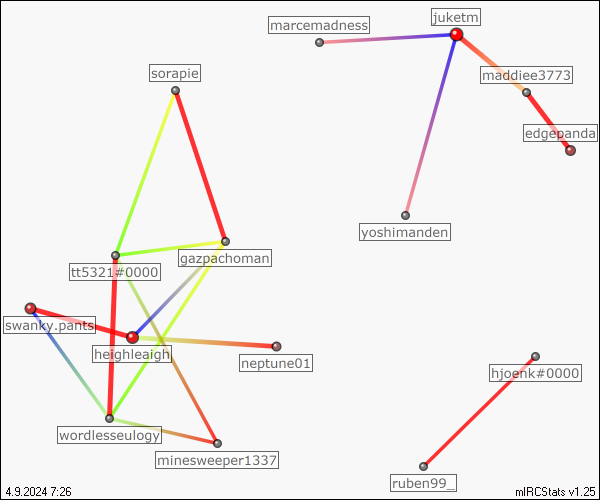 juketm
marcemadness
sorapie
maddiee3773
edgepanda
yoshimanden
gazpachoman
tt5321#0000
swanky.pants
heighleaigh
neptune01
hjoenk#0000
wordlesseulogy
minesweeper1337
ruben99_
4.9.2024 7:26
mIRCStats v1.25